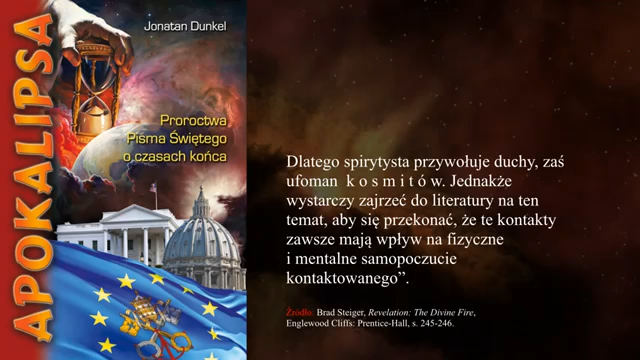 Jonatan Dunkel
APOKALIPSA
Proroctwa
Pisma Świętego
o czasach końca
Dlatego spirytysta przywołuje duchy, zaś
ufoman k o s m i t ó w. Jednakże
wystarczy zajrzeć do literatury na ten
temat, aby się przekonać, że te kontakty
zawsze mają wpływ na fizyczne
i mentalne samopoczucie
kontaktowanego”.
Źródło: Brad Steiger, Revelation: The Divine Fire,
Englewood Cliffs: Prentice-Hall, s. 245-246.